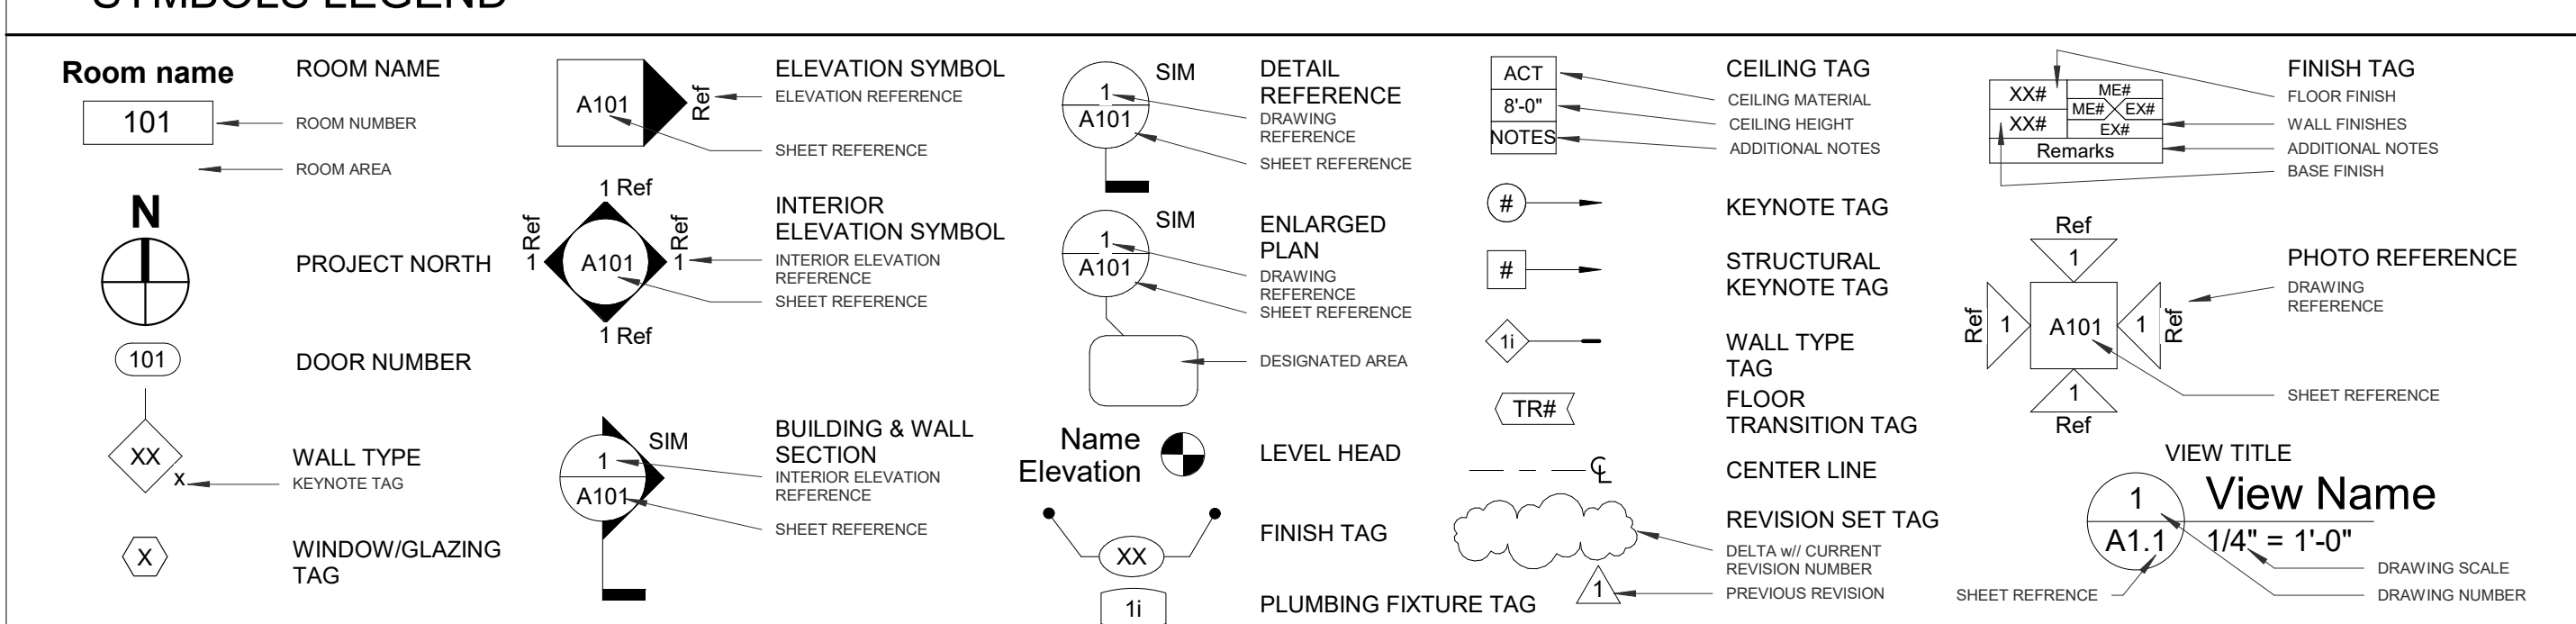 SYMBOLS LEGEND
Room name
101
ROOM NAME
ROOM NUMBER
ROOM AREA
N
PROJECT NORTH
101
DOOR NUMBER
XX
x
WALL TYPE
KEYNOTE TAG
X
WINDOW/GLAZING
TAG
A101
Ref
ELEVATION SYMBOL
ELEVATION REFERENCE
SHEET REFERENCE
1 Ref
Ref
1
A101
Ref
1
1 Ref
INTERIOR
ELEVATION SYMBOL
INTERIOR ELEVATION
REFERENCE
SHEET REFERENCE
1
A101
SIM
BUILDING & WALL
SECTION
INTERIOR ELEVATION
REFERENCE
SHEET REFERENCE
1
A101
SIM
DETAIL
REFERENCE
DRAWING
REFERENCE
SHEET REFERENCE
1
A101
SIM
ENLARGED
PLAN
DRAWING
REFERENCE
SHEET REFERENCE
DESIGNATED AREA
Name
Elevation
LEVEL HEAD
XX
FINISH TAG
1i
PLUMBING FIXTURE TAG
ACT
8'-0"
NOTES
CEILING TAG
CEILING MATERIAL
CEILING HEIGHT
ADDITIONAL NOTES
#
KEYNOTE TAG
#
STRUCTURAL
KEYNOTE TAG
1i
WALL TYPE
TAG
TR#
FLOOR
TRANSITION TAG
CL
CENTER LINE
REVISION SET TAG
DELTA w// CURRENT
REVISION NUMBER
1
PREVIOUS REVISION
XX#
XX#
ME#
ME# EX#
EX#
Remarks
FINISH TAG
FLOOR FINISH
WALL FINISHES
ADDITIONAL NOTES
BASE FINISH
Ref
1
Ref
1
A101
1
Ref
1
Ref
PHOTO REFERENCE
DRAWING
REFERENCE
SHEET REFERENCE
VIEW TITLE
1
View Name
A1.1
1/4" = 1'-0"
DRAWING SCALE
SHEET REFRENCE
DRAWING NUMBER